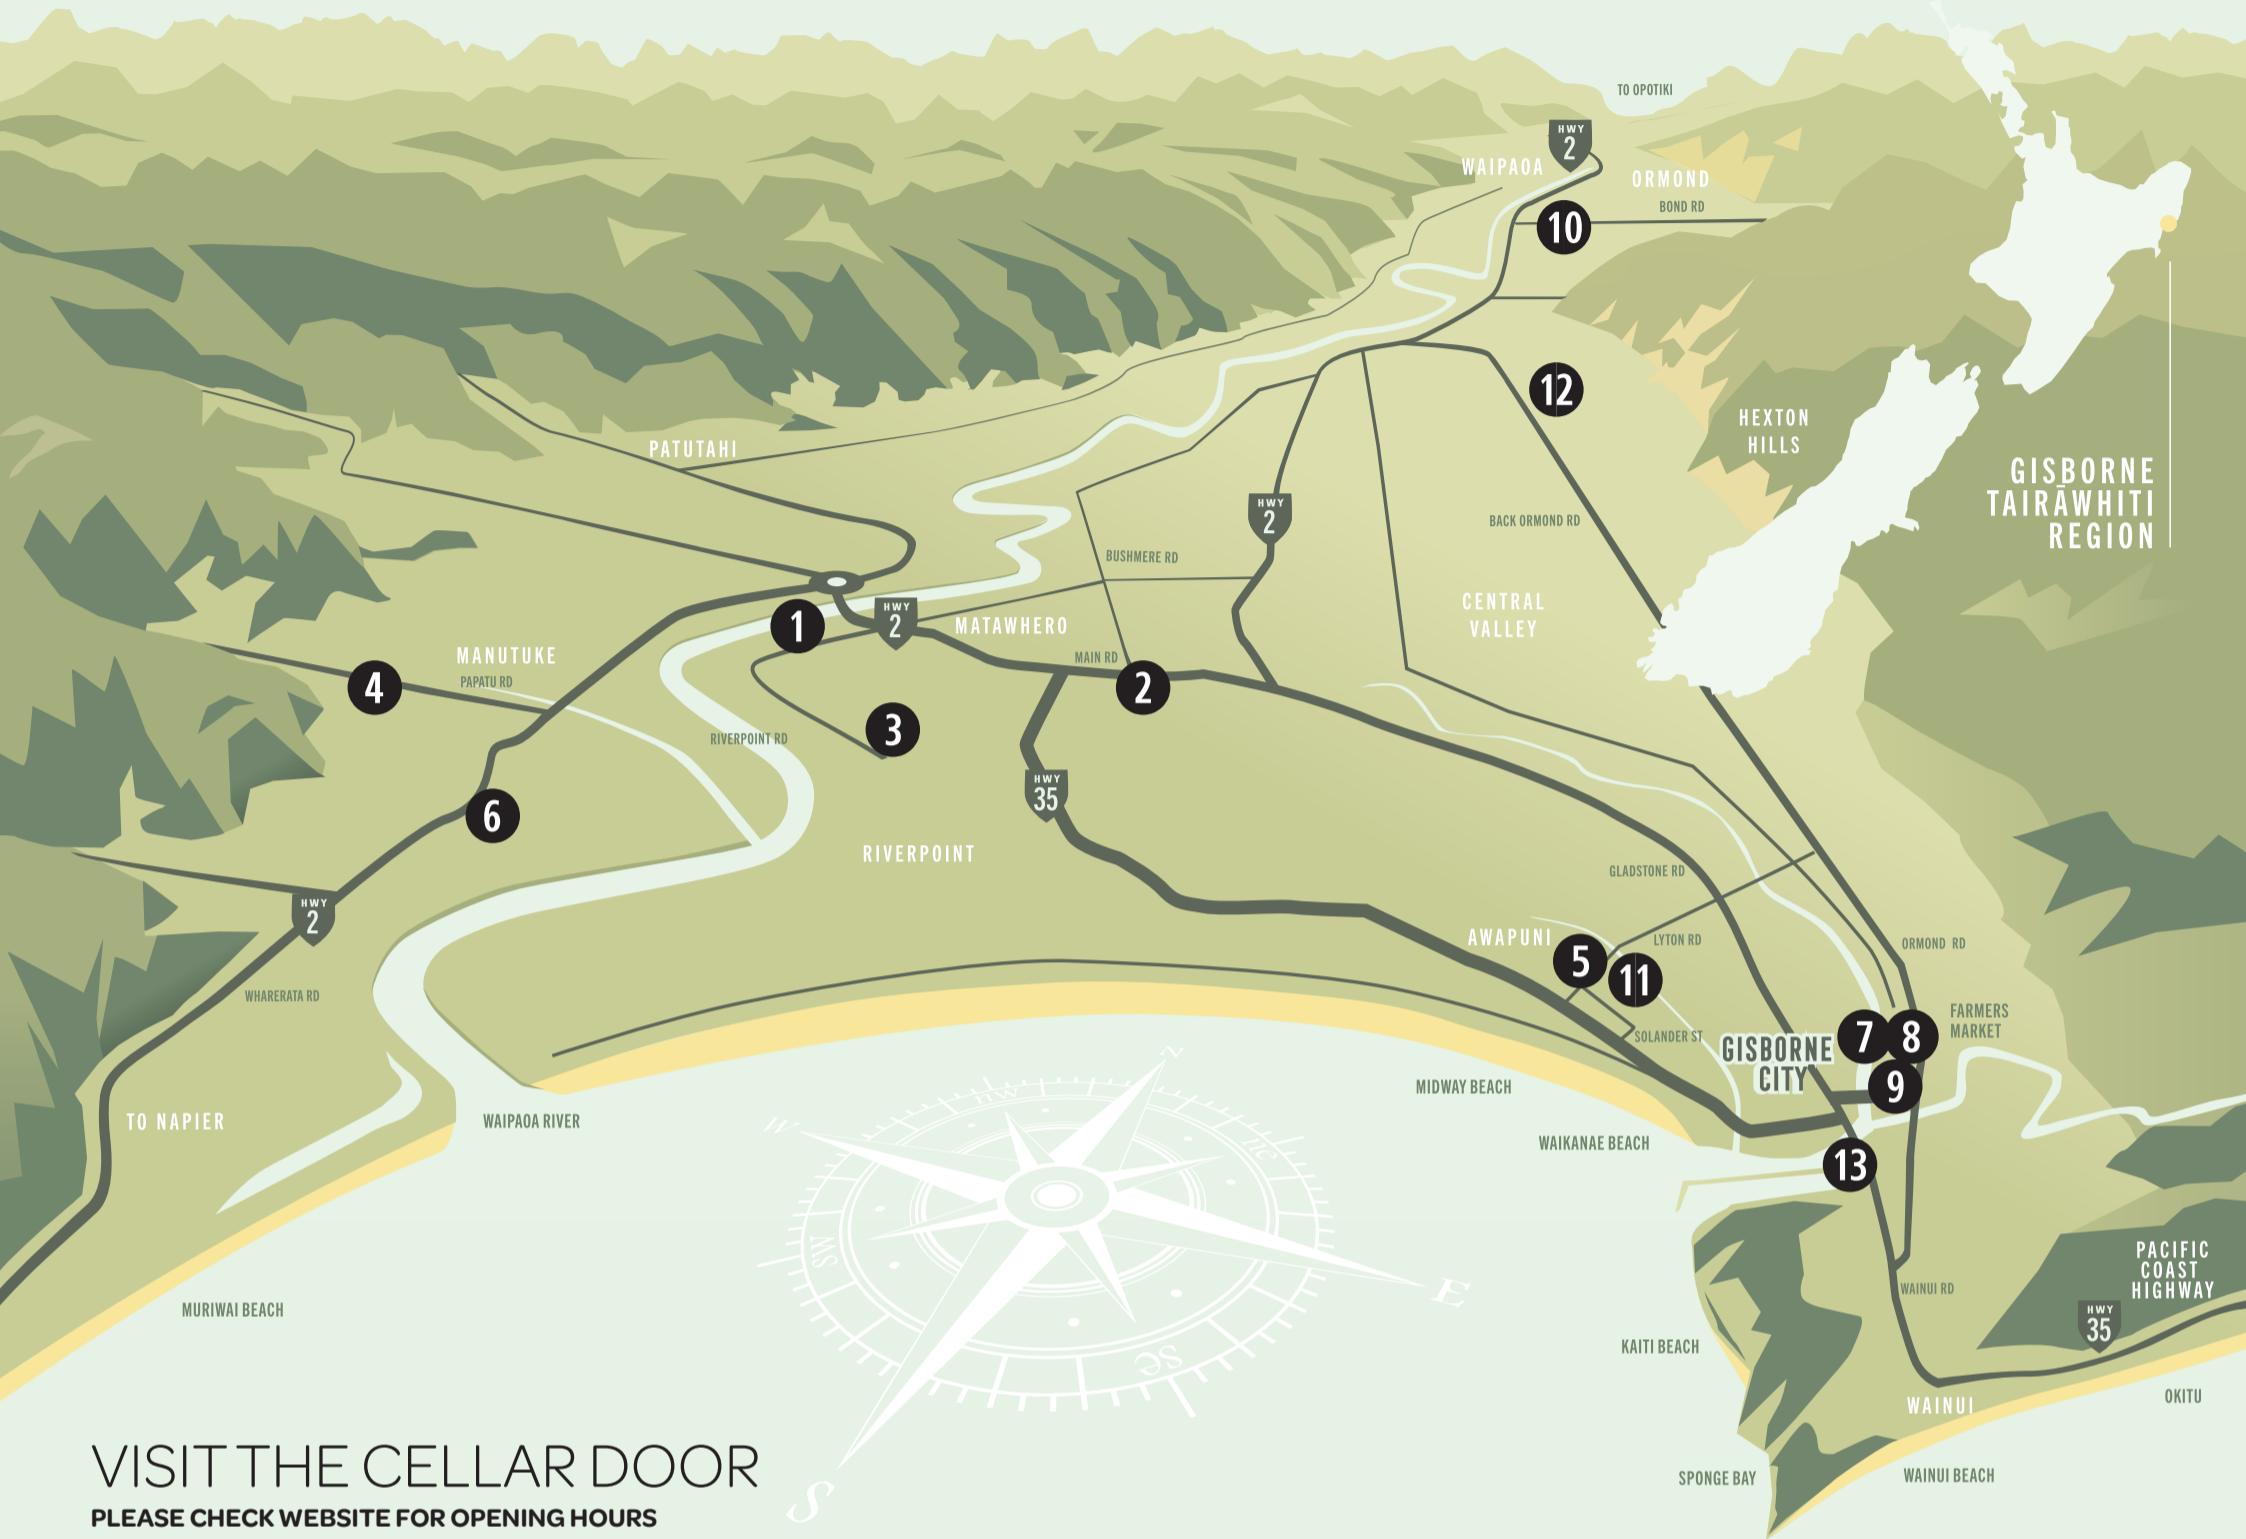 TO OPOTIKI
HWY
2
WAIPAOA
ORMOND
BOND RD
10
12
HEXTON
HILLS
GISBORNE
TAIRĀWHITI
REGION
PATUTAHI
HWY
2
BACK ORMOND RD
BUSHMERE RD
CENTRAL
VALLEY
1
HWY
2
MATAWHERO
MANUTUKE
MAIN RD
PAPATU RD
4
2
3
RIVERPOINT RD
HWY
35
6
RIVERPOINT
GLADSTONE RD
HWY
2
AWAPUNI
LYTON RD
ORMOND RD
5
11
WHARERATA RD
FARMERS
MARKET
SOLANDER ST
7
8
GISBORNE
CITY
9
MIDWAY BEACH
TO NAPIER
WAIPAOA RIVER
WAIKANAE BEACH
13
N
W
E
S
NW
SW
PACIFIC
COAST
HIGHWAY
WAINUI RD
MURIWAI BEACH
HWY
35
KAITI BEACH
OKITU
WAINUI
SPONGE BAY
WAINUI BEACH
VISIT THE CELLAR DOOR
PLEASE CHECK WEBSITE FOR OPENING HOURS